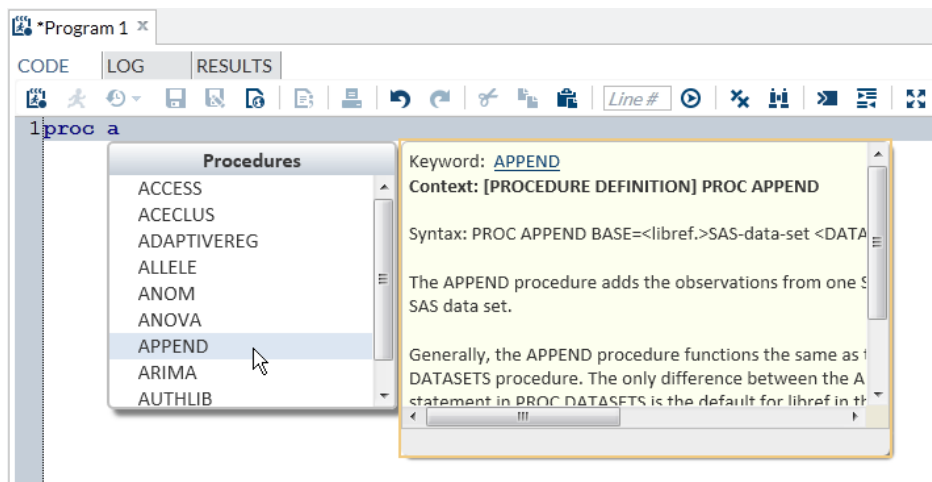 *Program 1 ×
CODE LOG RESULTS
Line #
1 proc a
Procedures
ACCESS
ACECLUS
ADAPTIVEREG
ALLELE
ANOM
ANOVA
APPEND
ARIMA
AUTHLIB
Keyword: APPEND
Context: [PROCEDURE DEFINITION] PROC APPEND
Syntax: PROC APPEND BASE=<libref.>SAS-data-set <DATA
The APPEND procedure adds the observations from one S
SAS data set.
Generally, the APPEND procedure functions the same as
DATASETS procedure. The only difference between the A
statement in PROC DATASETS is the default for libref in th